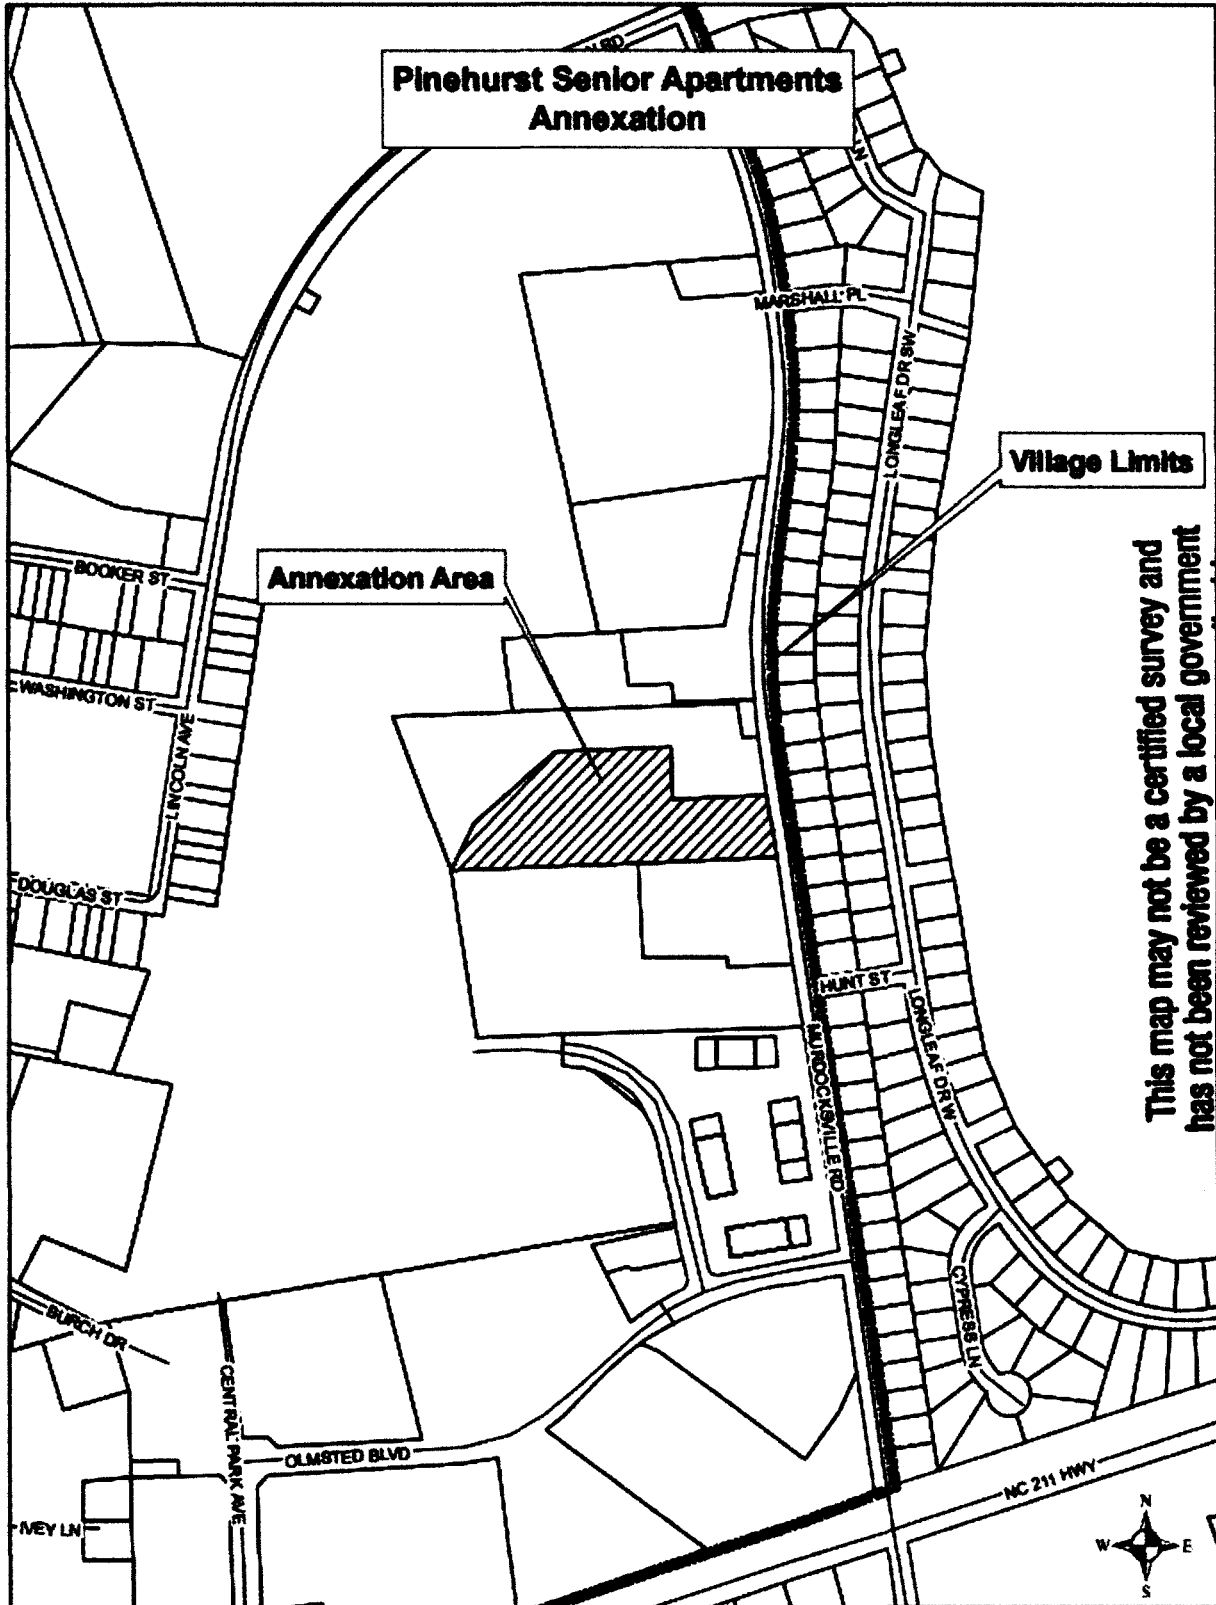 Pinehurst Senior Apartments
Annexation
RD
LN
MARSHALL PL
LONGLEAF DR SW
Village Limits
Annexation Area
BOOKER ST
WASHINGTON ST
LINCOLN AVE
DOUGLAS ST
This map may not be a certified survey and
has not been reviewed by a local government
HUNT ST
LONGLEAF DR W
MURDOCKSVILLE RD
CYPRESS LN
BURCH DR
CENTRAL PARK AVE
OLMSTED BLVD
NC 211 HWY
IVEY LN
N
W
E
S